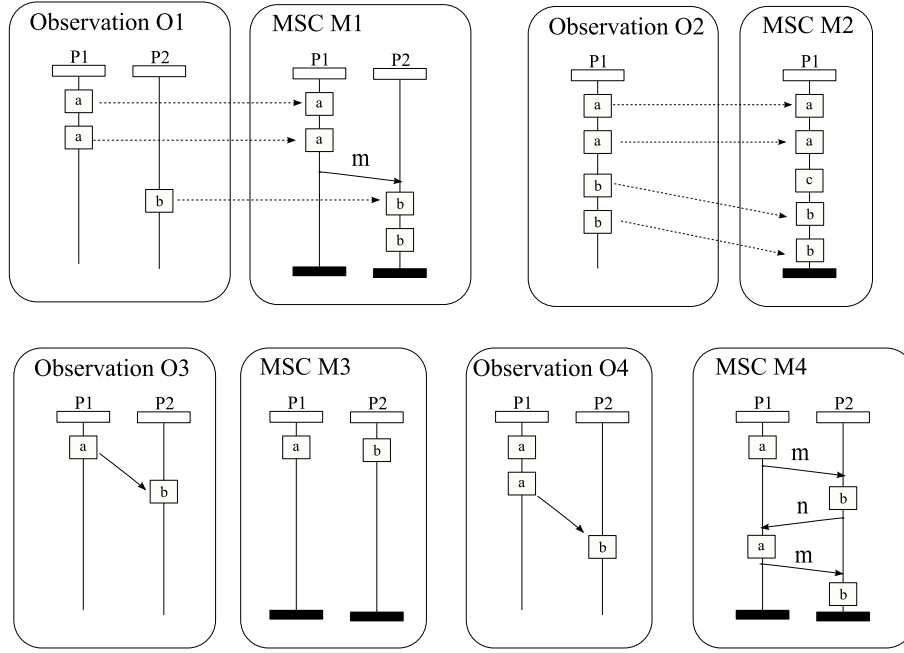 Observation O1
MSC M1
Observation O2
MSC M2
P1 P2
P1 P2
P1
P1
a
a
a
a
a
a
a
a
m
b
c
b
b
b
b
b
b
Observation O3
MSC M3
Observation O4
MSC M4
P1 P2
P1 P2
P1 P2
P1 P2
a
a
b
a
a
m
b
a
b
n
b
a
m
b